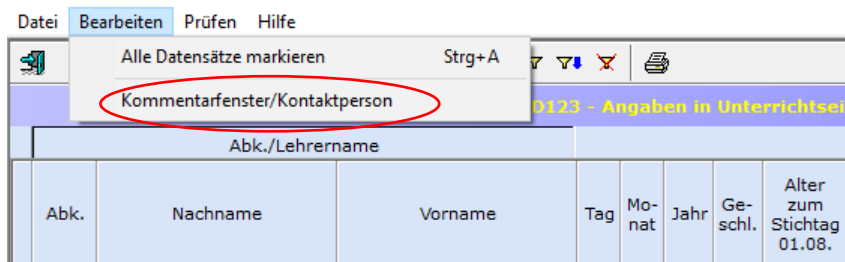 Datei Bearbeiten Prüfen Hilfe
Alle Datensätze markieren Strg+A
Kommentarfenster/Kontaktperson
D123 - Angaben in Unterrichtsei
Abk./Lehrername
Abk. Nachname Vorname Tag Mo-
nat Jahr Ge-
schl. Alter
zum
Stichtag
01.08.